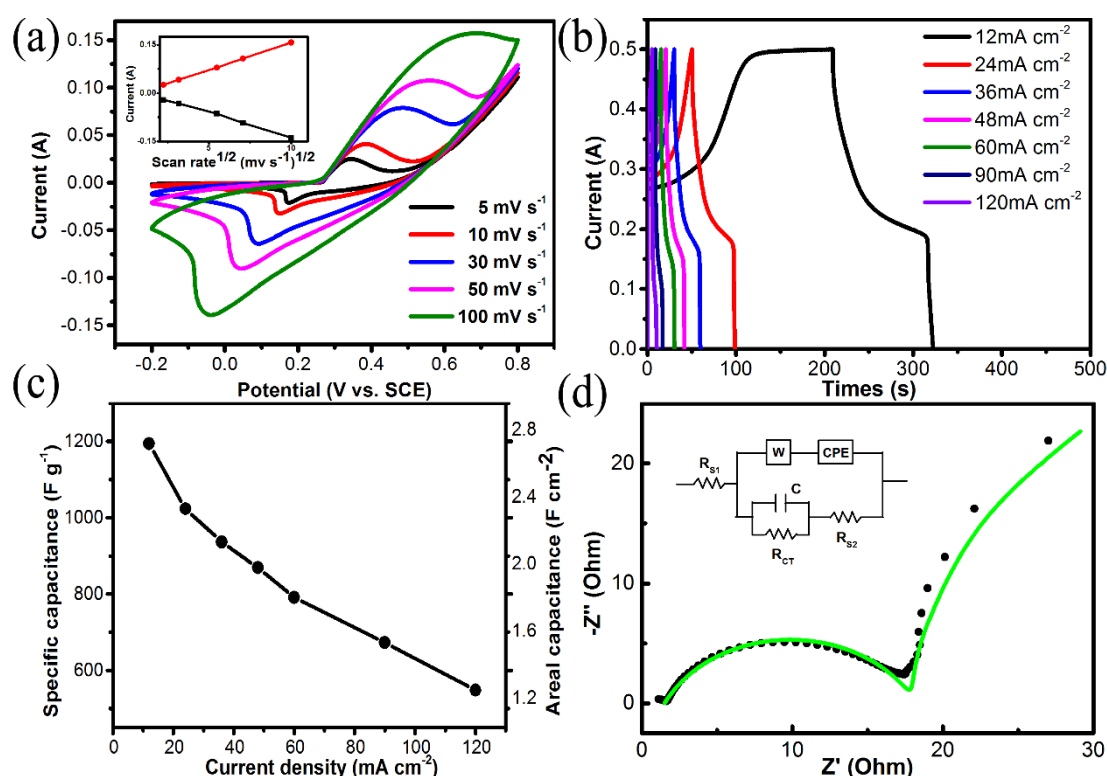 (a)
0.15
0.10
0.05
0.00
-0.05
-0.10
-0.15
Current (A)
0.15
0.00
-0.15
Current (A)
5 10
Scan rate1/2 (mv s-1)1/2
5 mV s-1
10 mV s-1
30 mV s-1
50 mV s-1
100 mV s-1
-0.2 0.0 0.2 0.4 0.6 0.8
Potential (V vs. SCE)
(b)
0.5
0.4
0.3
0.2
0.1
0.0
Current (A)
12mA cm-2
24mA cm-2
36mA cm-2
48mA cm-2
60mA cm-2
90mA cm-2
120mA cm-2
0 100 200 300 400 500
Times (s)
(c)
1200
1000
800
600
Specific capacitance (F g-1)
2.8
2.4
2.0
1.6
1.2
Areal capacitance (F cm-2)
0 20 40 60 80 100 120
Current density (mA cm-2)
(d)
20
10
0
-Z'' (Ohm)
RS1
W
CPE
C
RCT
RS2
0 10 20 30
Z' (Ohm)